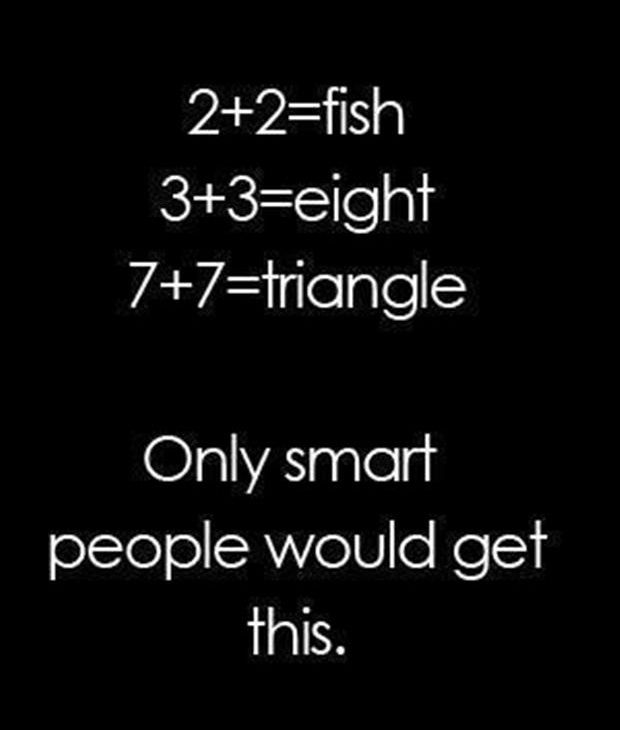 2+2=fish
3+3=eight
7+7=triangle
Only smart
people would get
this.